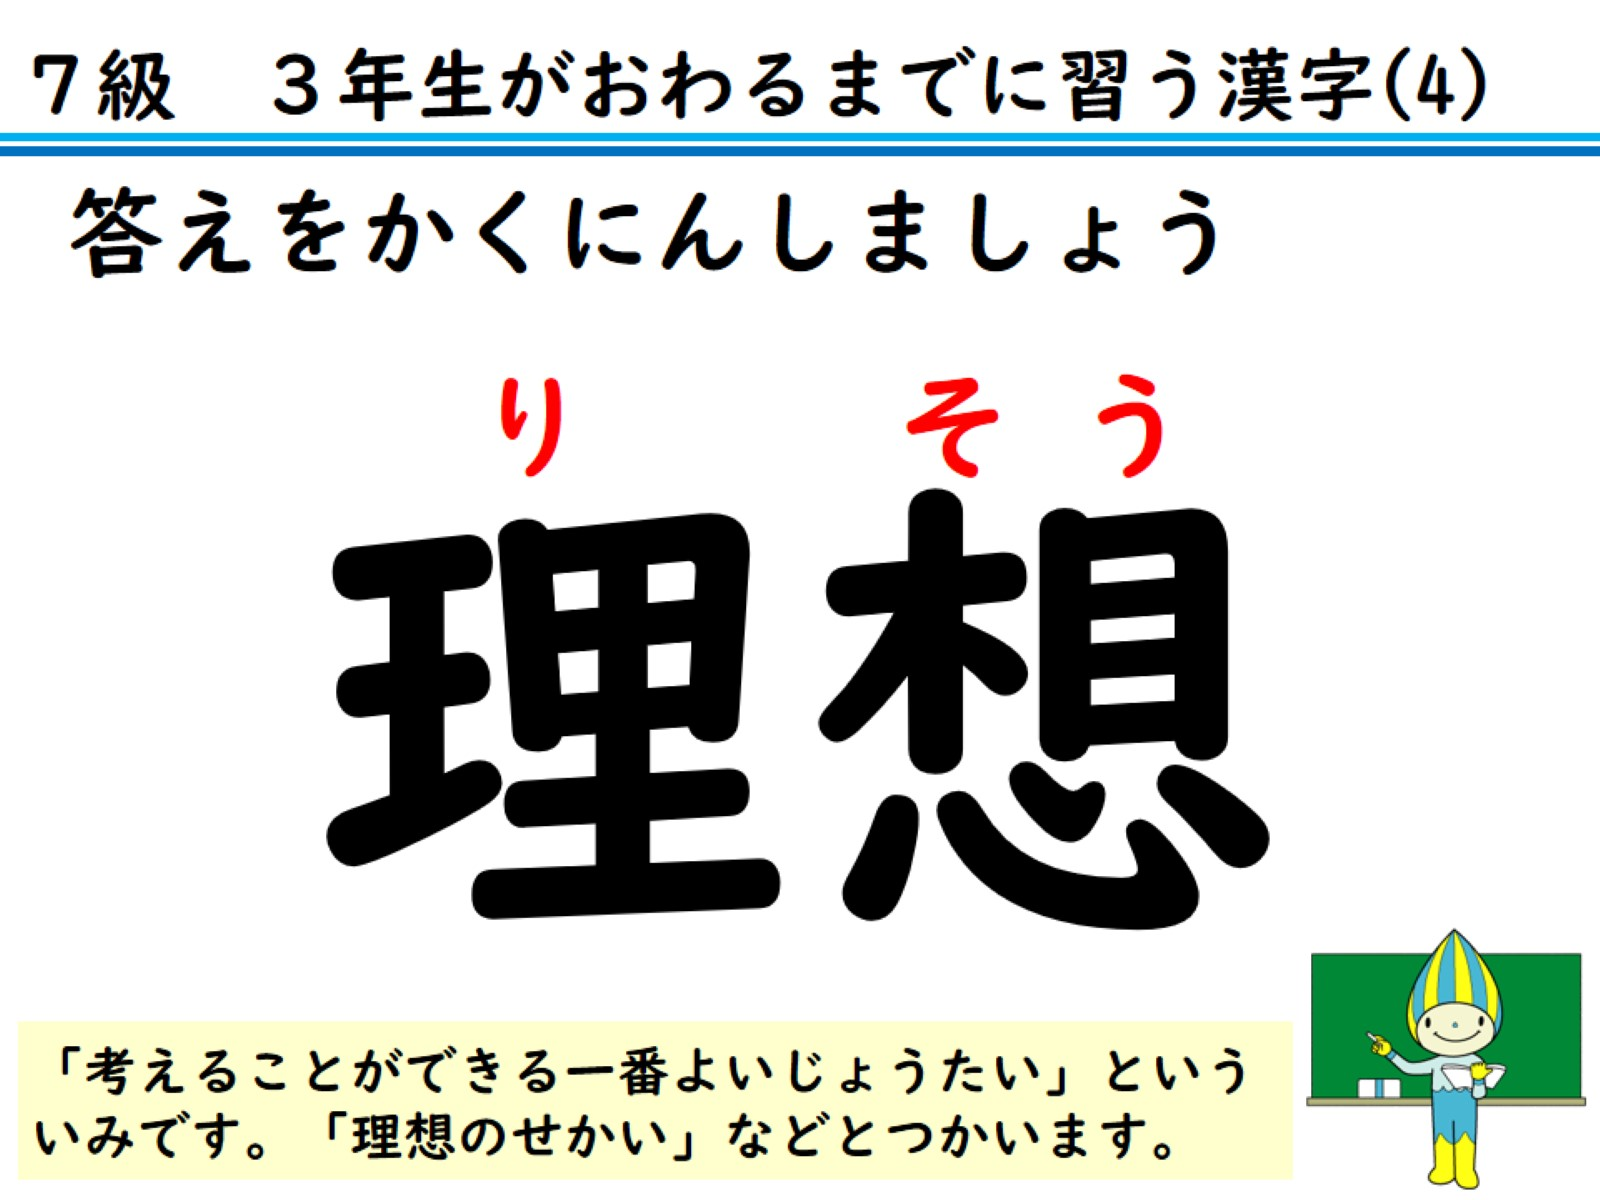 ７級　３年生がおわるまでに習う漢字(4)
答えをかくにんしましょう
り　そう
理想
「考えることができる一番よいじょうたい」という
いみです。「理想のせかい」などとつかいます。